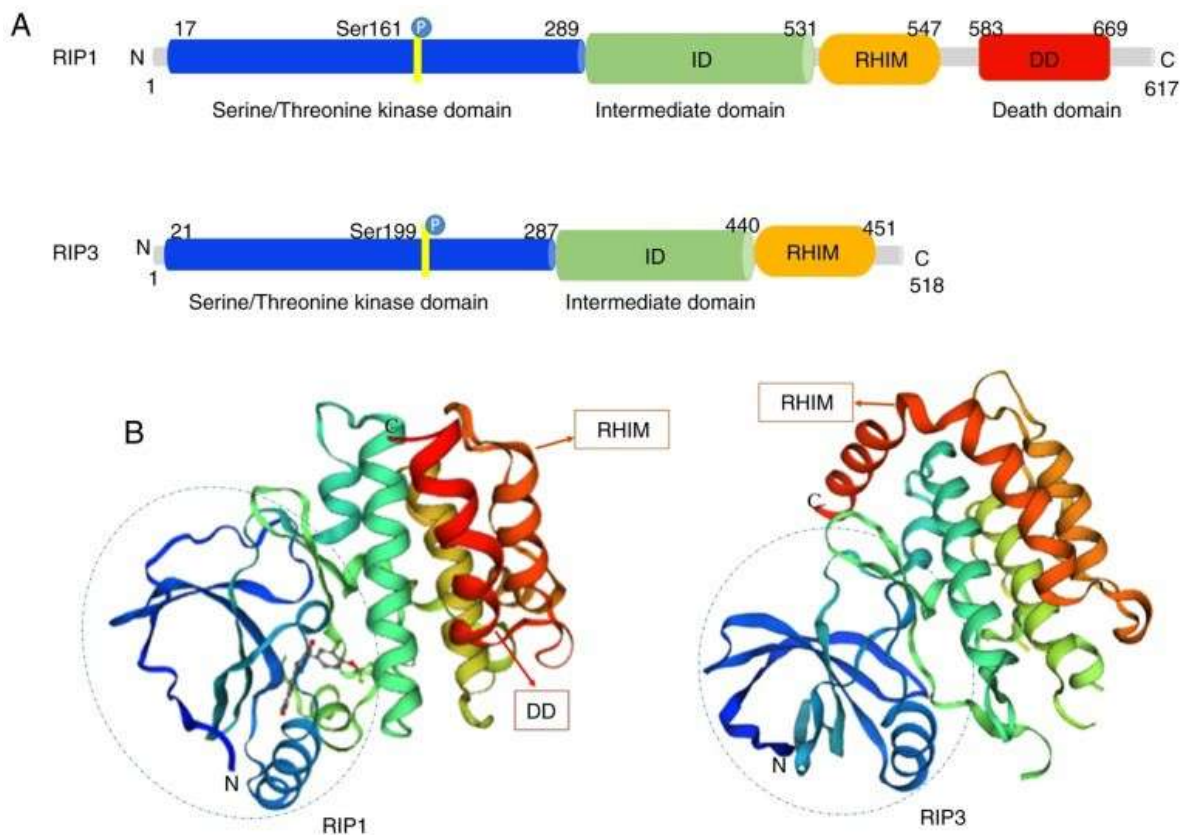 A
17 Ser161 P 289 531 547 583 669
RIP1 N ID RHIM DD C
1 617
Serine/Threonine kinase domain Intermediate domain Death domain
21 Ser199 P 287 440 451
RIP3 N ID RHIM C
1 518
Serine/Threonine kinase domain Intermediate domain
B
C RHIM
DD
N
RIP1
RHIM
C
N
RIP3